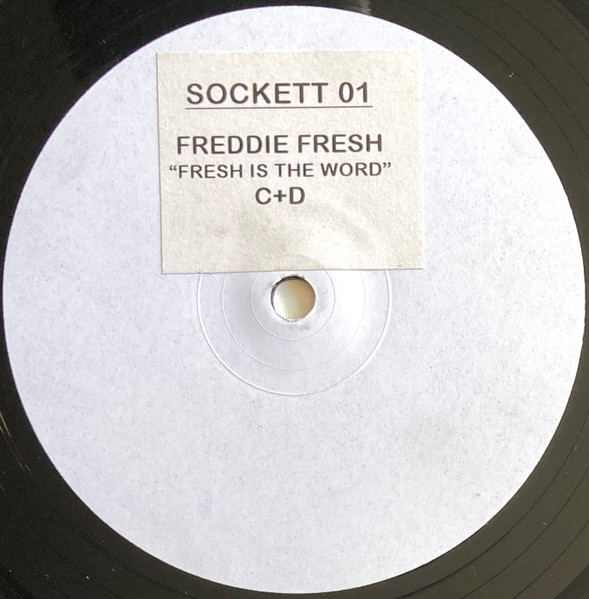 SOCKETT 01
FREDDIE FRESH
“FRESH IS THE WORD”
C+D